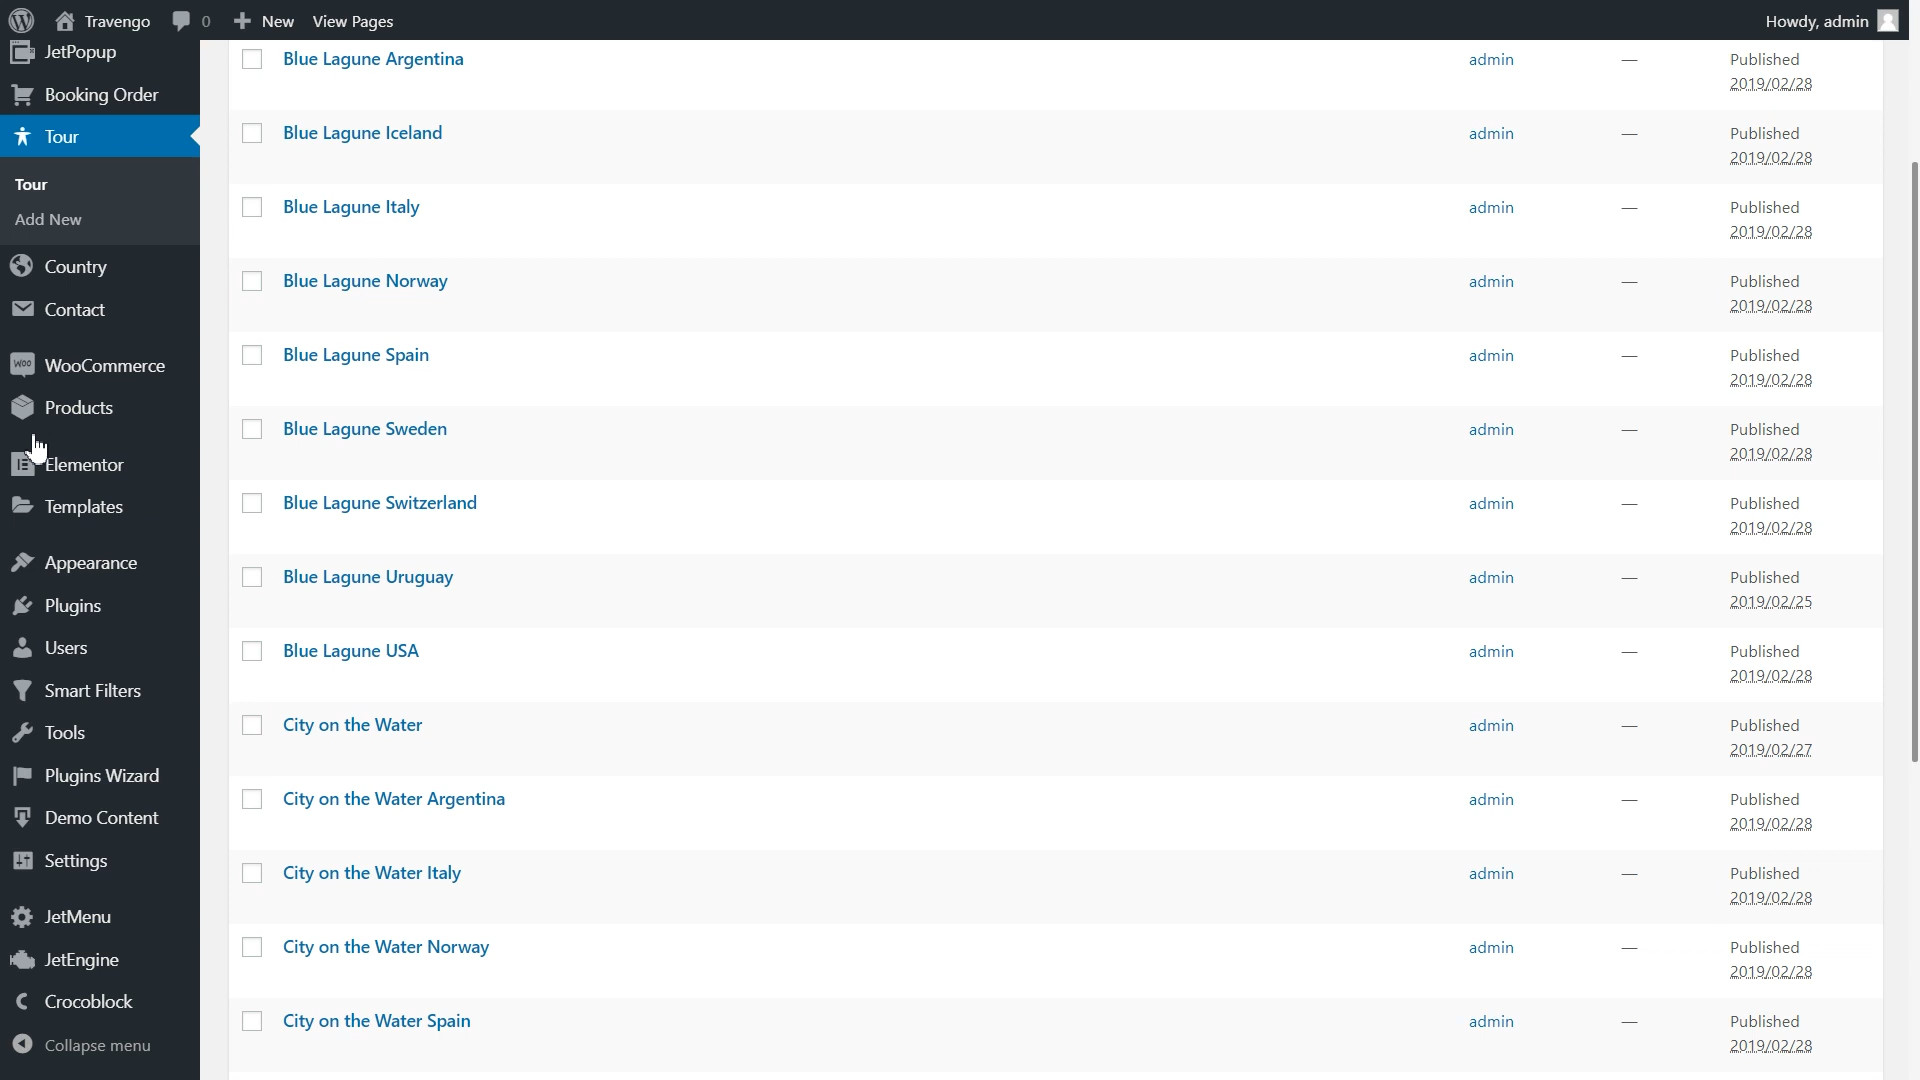 Travengo 0 New View Pages Howdy, admin
JetPopup
Booking Order
Tour
Tour
Add New
Country
Contact
WooCommerce
Products
Elementor
Templates
Appearance
Plugins
Users
Smart Filters
Tools
Plugins Wizard
Demo Content
Settings
JetMenu
JetEngine
Crocoblock
Collapse menu
Blue Lagune Argentina admin — Published
2019/02/28
Blue Lagune Iceland admin — Published
2019/02/28
Blue Lagune Italy admin — Published
2019/02/28
Blue Lagune Norway admin — Published
2019/02/28
Blue Lagune Spain admin — Published
2019/02/28
Blue Lagune Sweden admin — Published
2019/02/28
Blue Lagune Switzerland admin — Published
2019/02/28
Blue Lagune Uruguay admin — Published
2019/02/25
Blue Lagune USA admin — Published
2019/02/28
City on the Water admin — Published
2019/02/27
City on the Water Argentina admin — Published
2019/02/28
City on the Water Italy admin — Published
2019/02/28
City on the Water Norway admin — Published
2019/02/28
City on the Water Spain admin — Published
2019/02/28